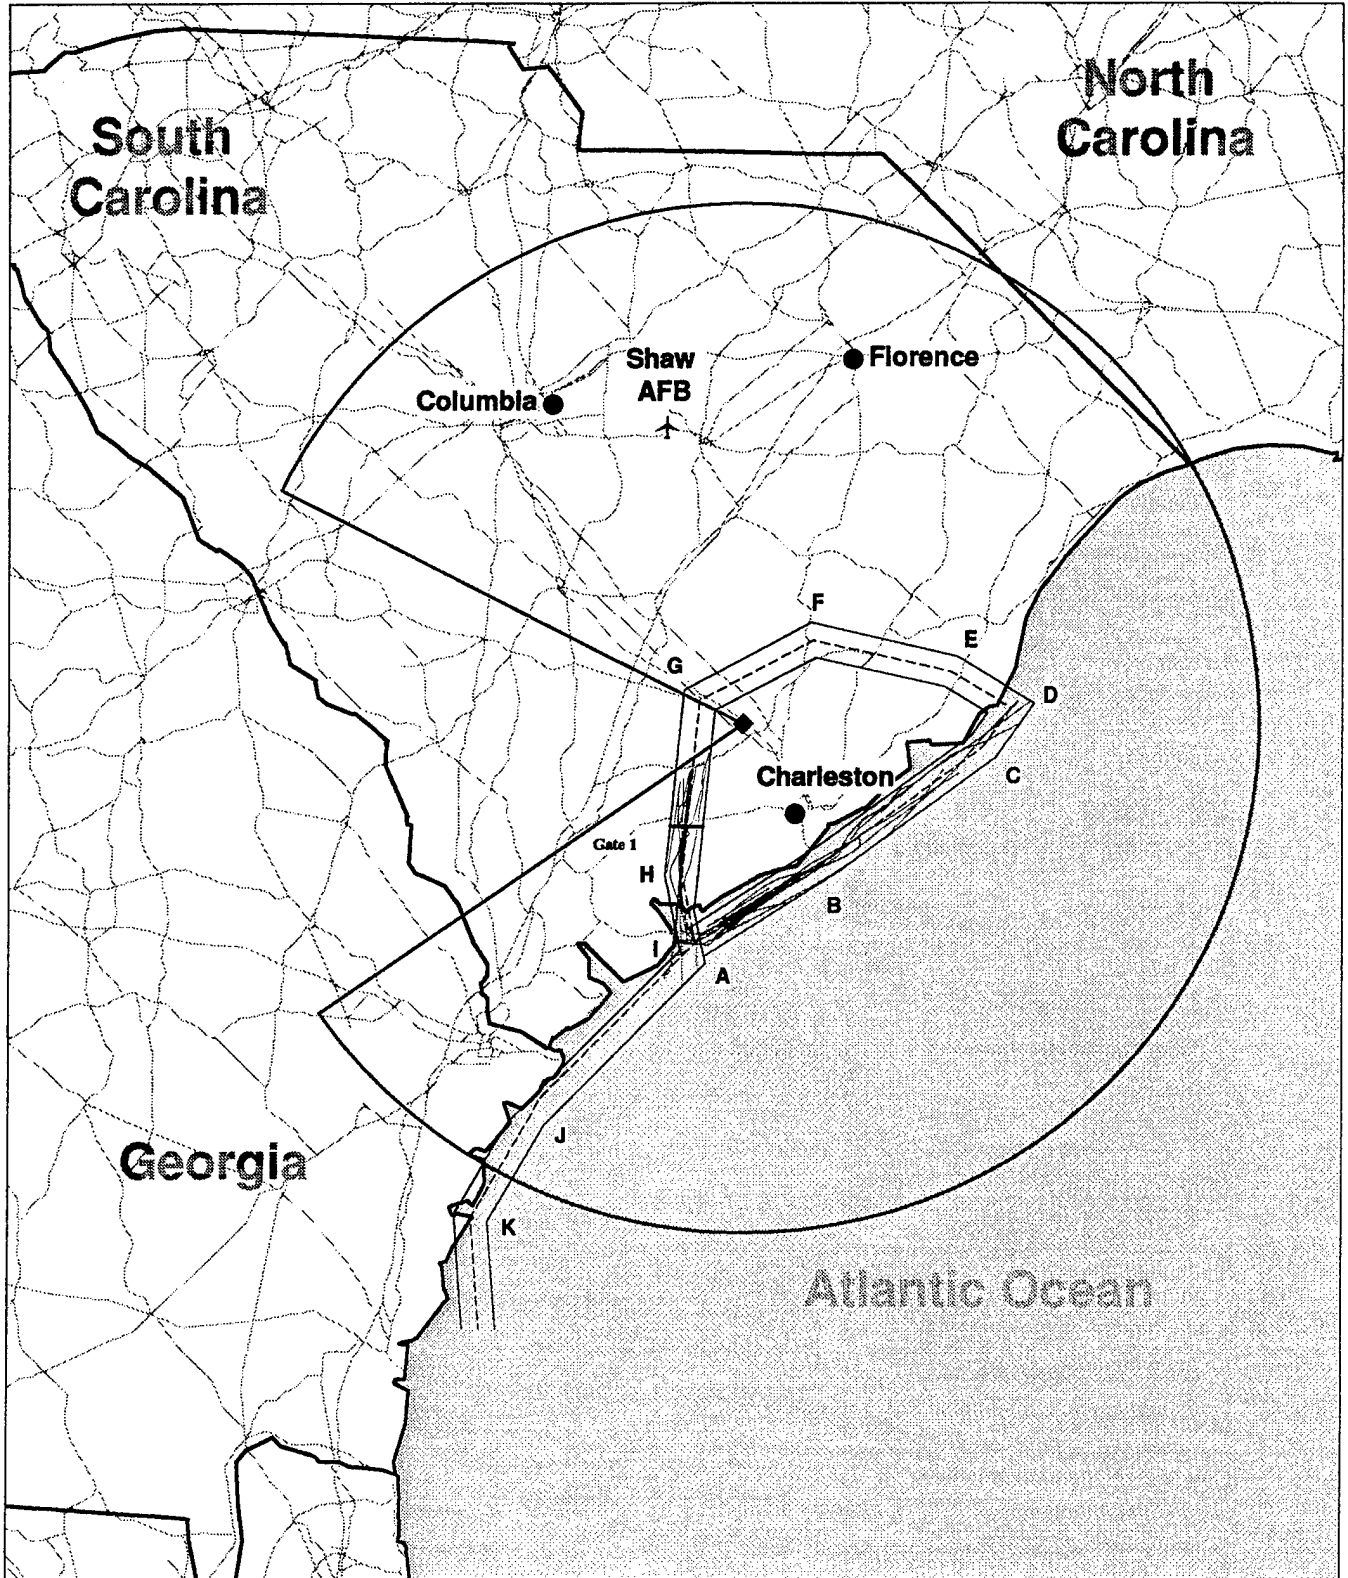 North
Carolina
South
Carolina
Shaw
AFB
Florence
Columbia
F
E
G
D
C
Charleston
Gate 1
H
B
I
A
J
Georgia
K
Atlantic Ocean